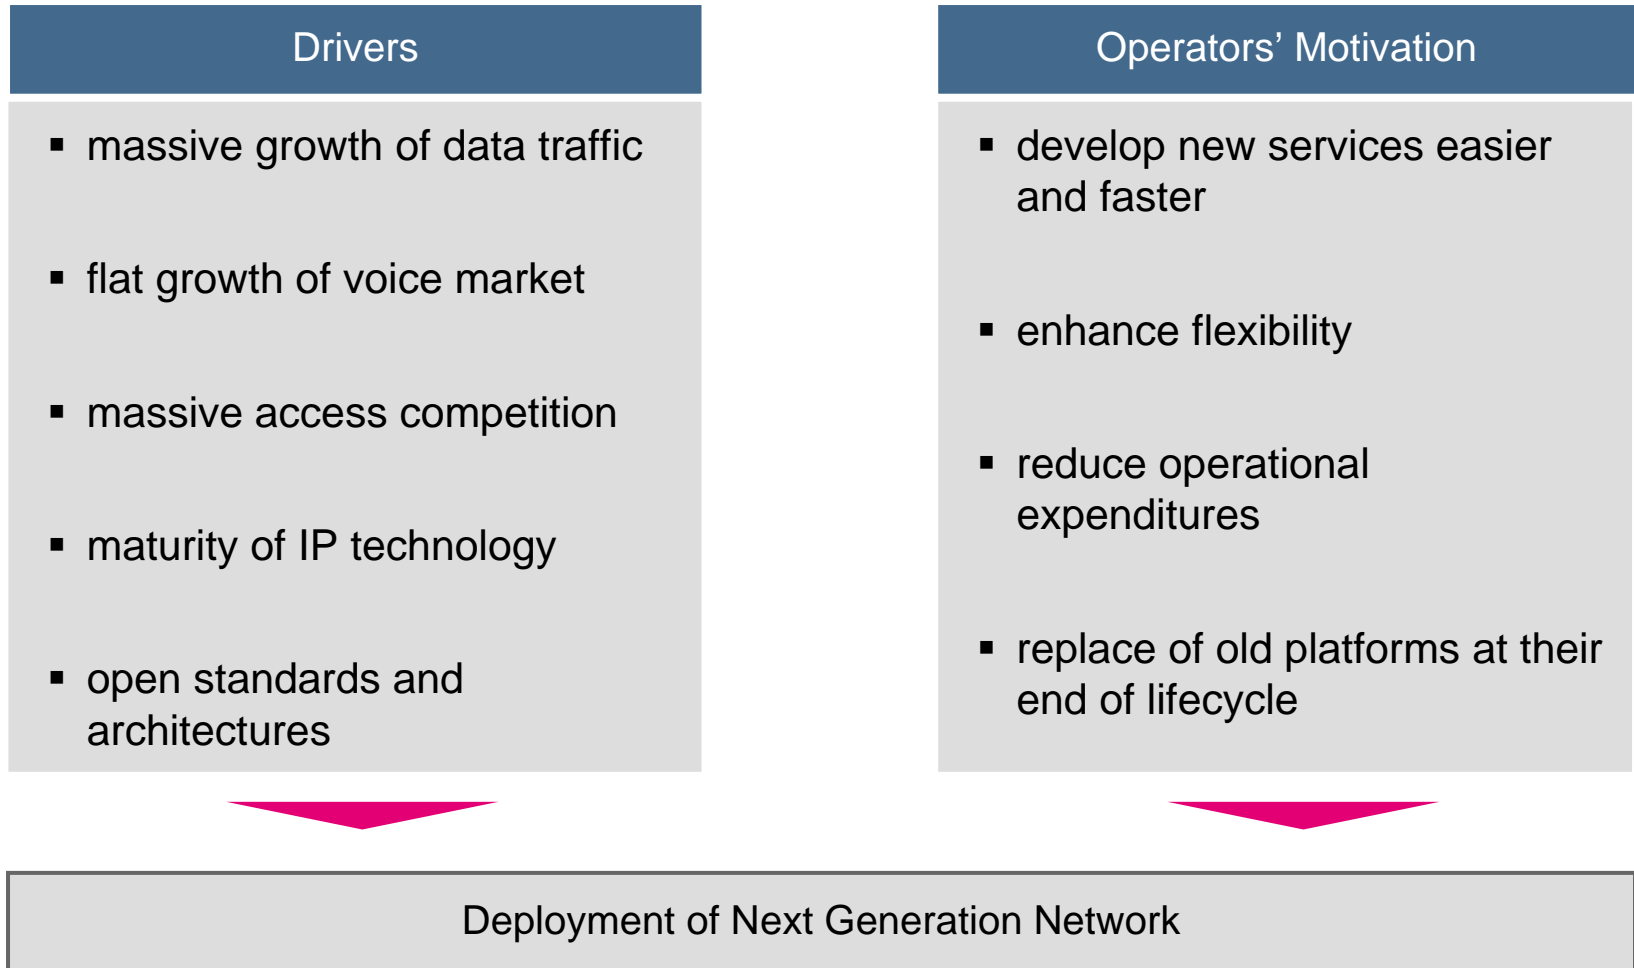 Drivers
▪ massive growth of data traffic
▪ flat growth of voice market
▪ massive access competition
▪ maturity of IP technology
▪ open standards and
architectures
Operators’ Motivation
▪ develop new services easier
and faster
▪ enhance flexibility
▪ reduce operational
expenditures
▪ replace of old platforms at their
end of lifecycle
Deployment of Next Generation Network